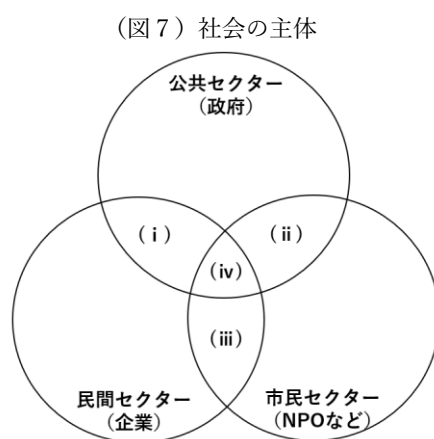 （図７）社会の主体
公共セクター
（政府）
（ⅰ）
（ⅱ）
（ⅳ）
（ⅲ）
民間セクター
（企業）
市民セクター
（NPOなど）